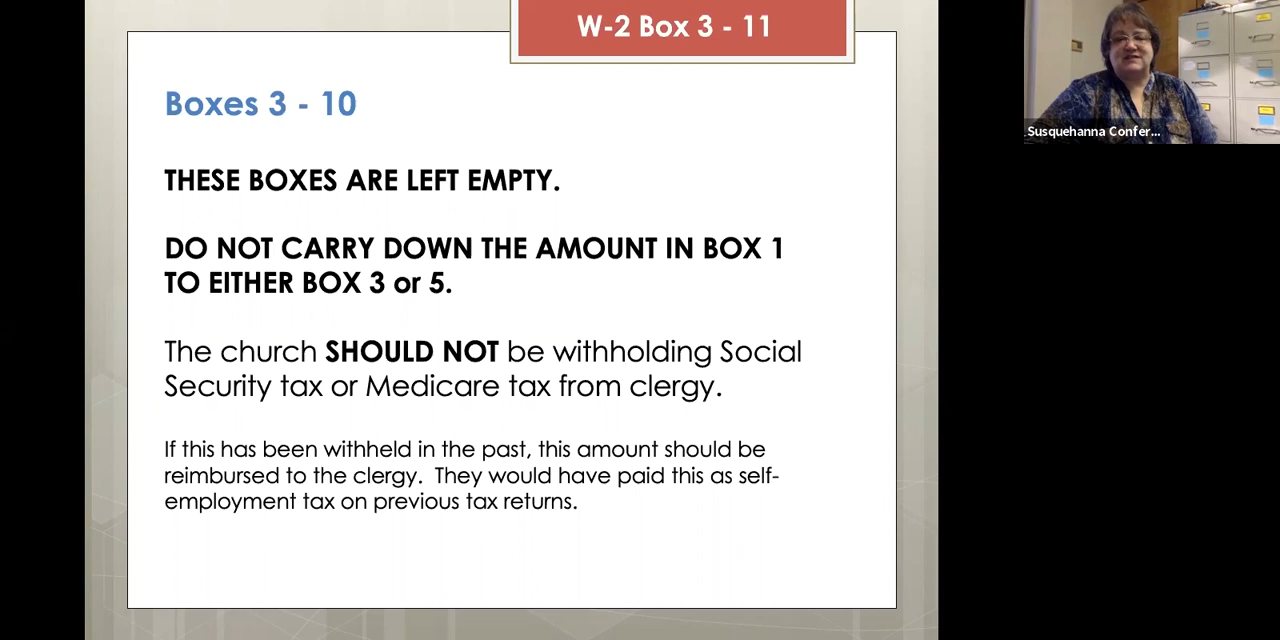 W-2 Box 3 - 11
Boxes 3 - 10
THESE BOXES ARE LEFT EMPTY.
DO NOT CARRY DOWN THE AMOUNT IN BOX 1
TO EITHER BOX 3 or 5.
The church SHOULD NOT be withholding Social
Security tax or Medicare tax from clergy.
If this has been withheld in the past, this amount should be
reimbursed to the clergy.  They would have paid this as self-
employment tax on previous tax returns.
Susquehanna Confer...